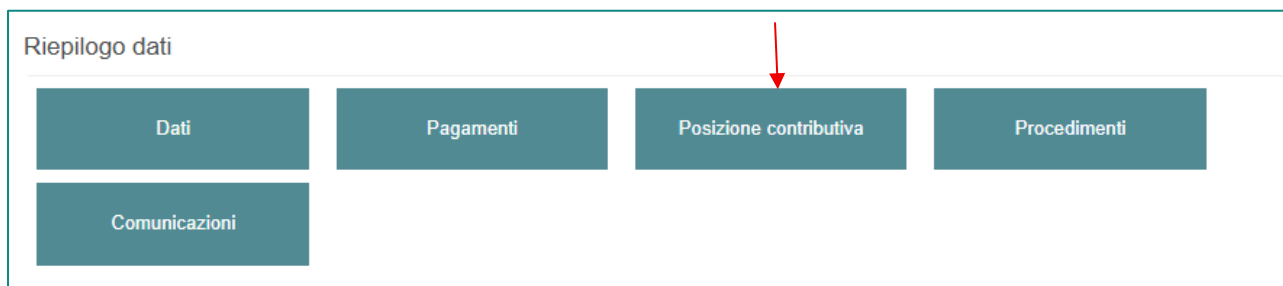 Riepilogo dati
Dati
Pagamenti
Posizione contributiva
Procedimenti
Comunicazioni